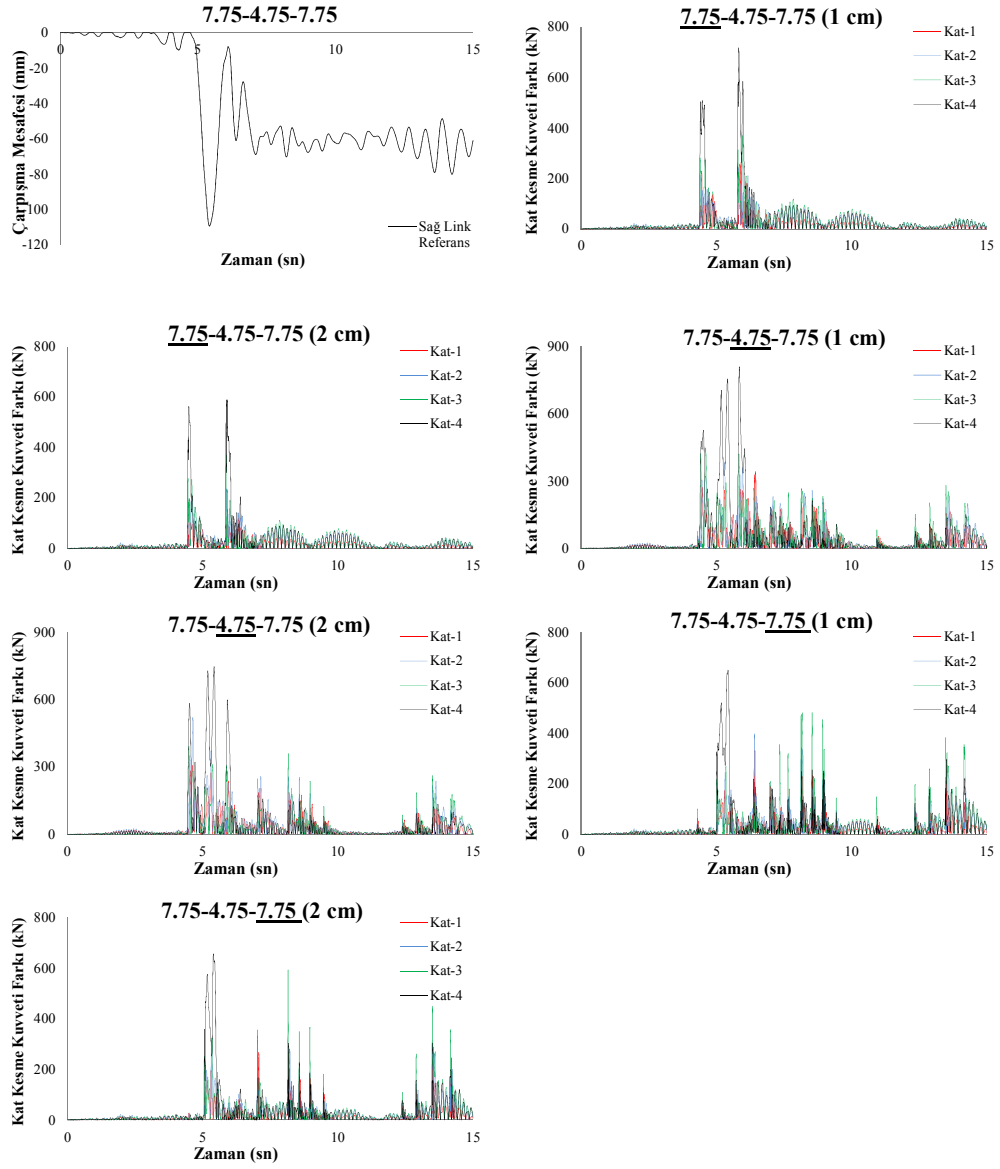 7.75-4.75-7.75
Çarpışma Mesafesi (mm)
0
-20
-40
-60
-80
-100
-120
0 5 10 15
Sağ Link
Referans
Zaman (sn)
7.75-4.75-7.75 (1 cm)
Kat Kesme Kuvveti Farkı (kN)
800
600
400
200
0
0 5 10 15
Kat-1
Kat-2
Kat-3
Kat-4
Zaman (sn)
7.75-4.75-7.75 (2 cm)
Kat Kesme Kuvveti Farkı (kN)
800
600
400
200
0
0 5 10 15
Kat-1
Kat-2
Kat-3
Kat-4
Zaman (sn)
7.75-4.75-7.75 (1 cm)
Kat Kesme Kuvveti Farkı (kN)
900
600
300
0
0 5 10 15
Kat-1
Kat-2
Kat-3
Kat-4
Zaman (sn)
7.75-4.75-7.75 (2 cm)
Kat Kesme Kuvveti Farkı (kN)
900
600
300
0
0 5 10 15
Kat-1
Kat-2
Kat-3
Kat-4
Zaman (sn)
7.75-4.75-7.75 (1 cm)
Kat Kesme Kuvveti Farkı (kN)
800
600
400
200
0
0 5 10 15
Kat-1
Kat-2
Kat-3
Kat-4
Zaman (sn)
7.75-4.75-7.75 (2 cm)
Kat Kesme Kuvveti Farkı (kN)
800
600
400
200
0
0 5 10 15
Kat-1
Kat-2
Kat-3
Kat-4
Zaman (sn)